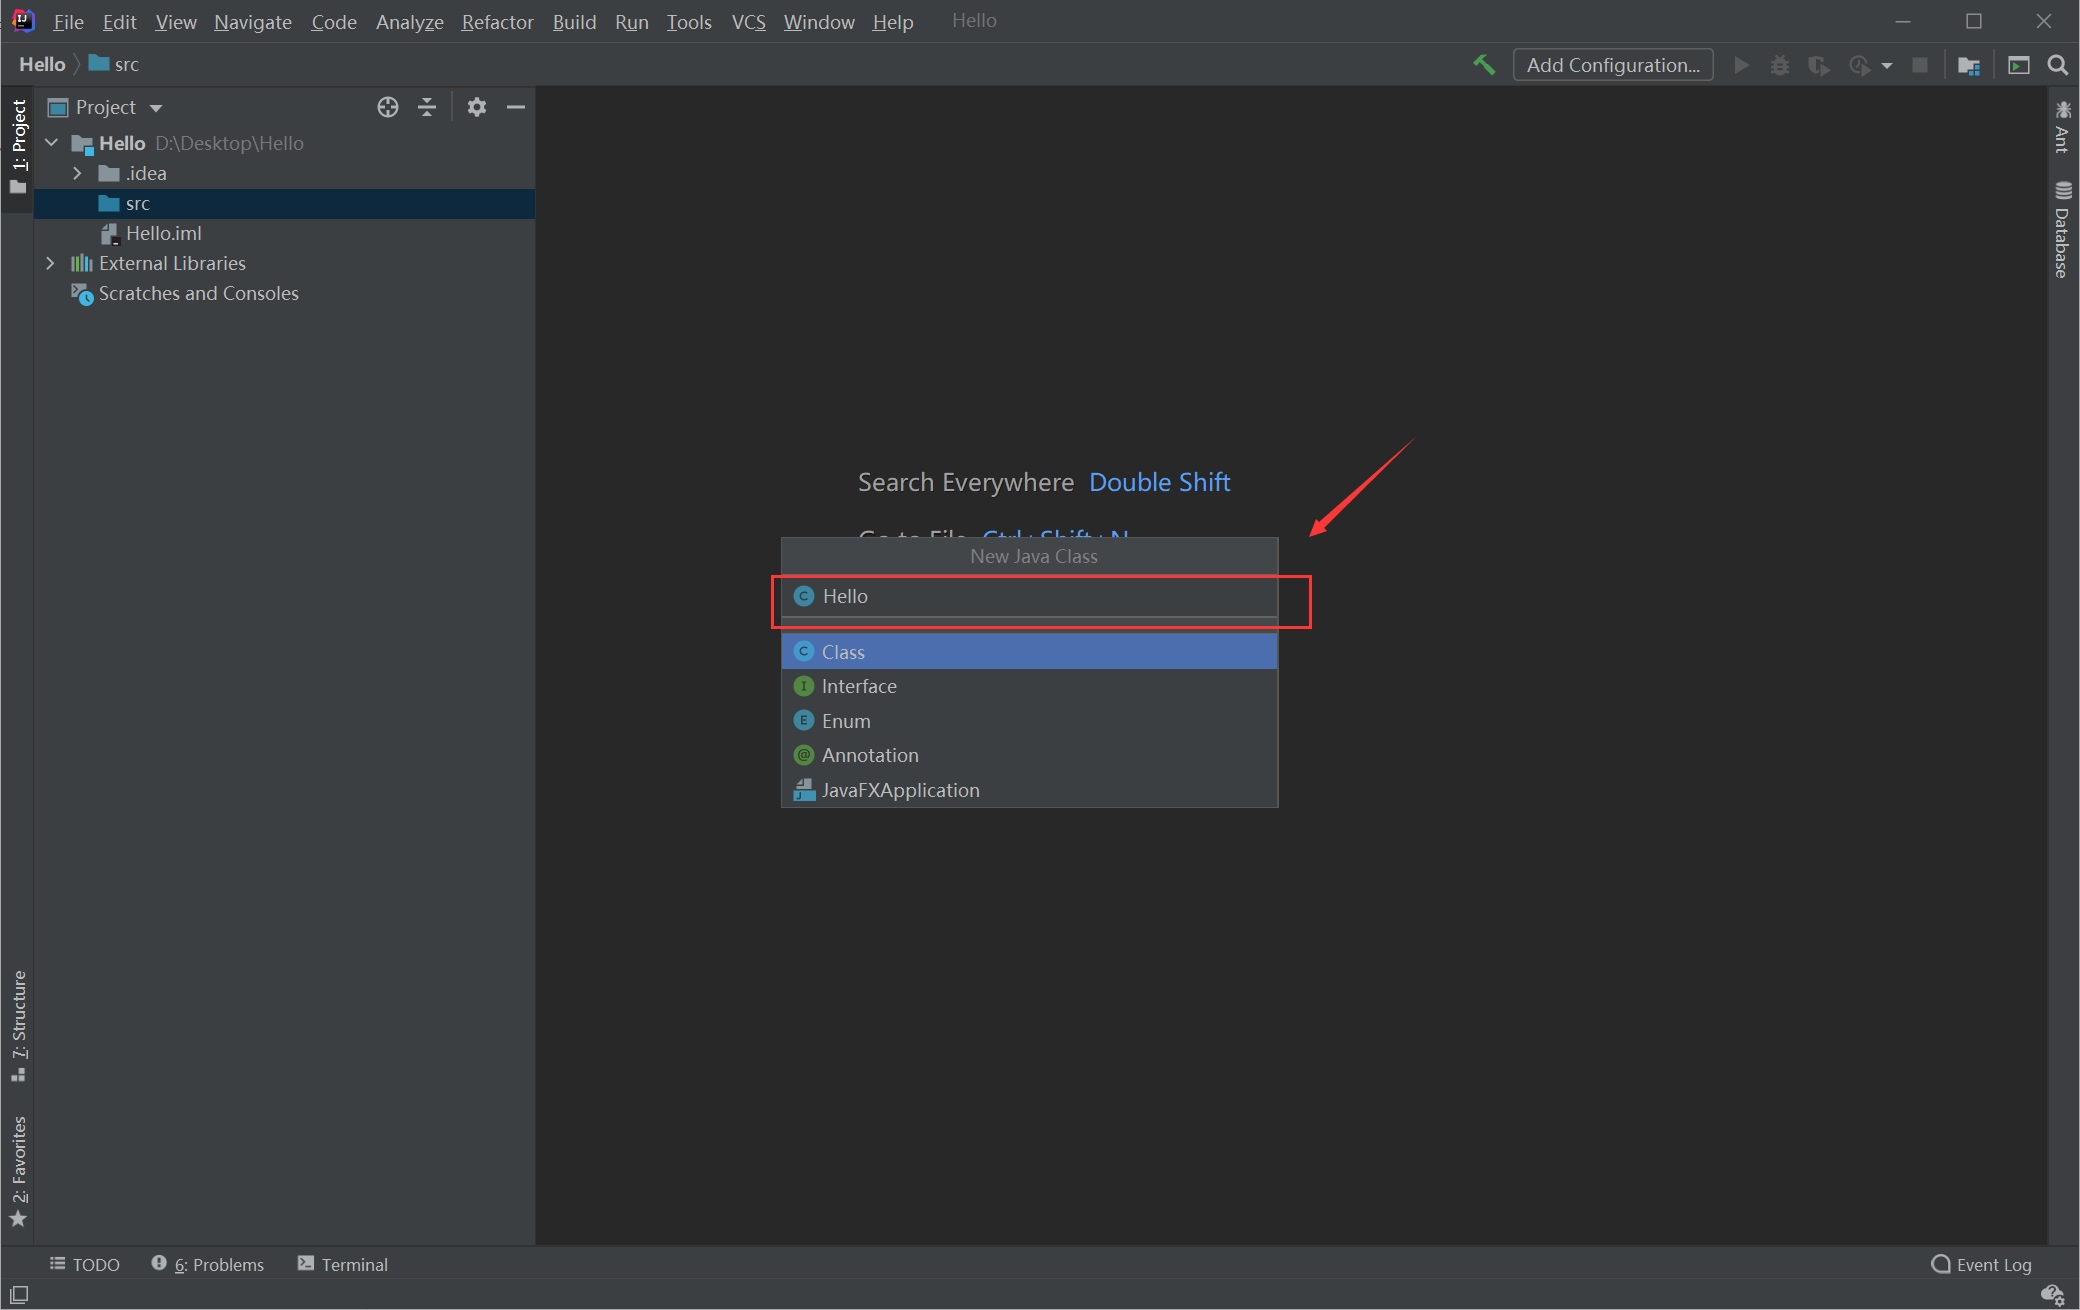 File Edit View Navigate Code Analyze Refactor Build Run Tools VCS Window Help Hello
Hello src
Add Configuration...
1: Project
Project
Hello D:\Desktop\Hello
.idea
src
Hello.iml
External Libraries
Scratches and Consoles
Search Everywhere Double Shift
Go to File Ctrl+Shift+N
New Java Class
Hello
Class
Interface
Enum
Annotation
JavaFXApplication
Ant
Database
7: Structure
2: Favorites
TODO 6: Problems Terminal
Event Log